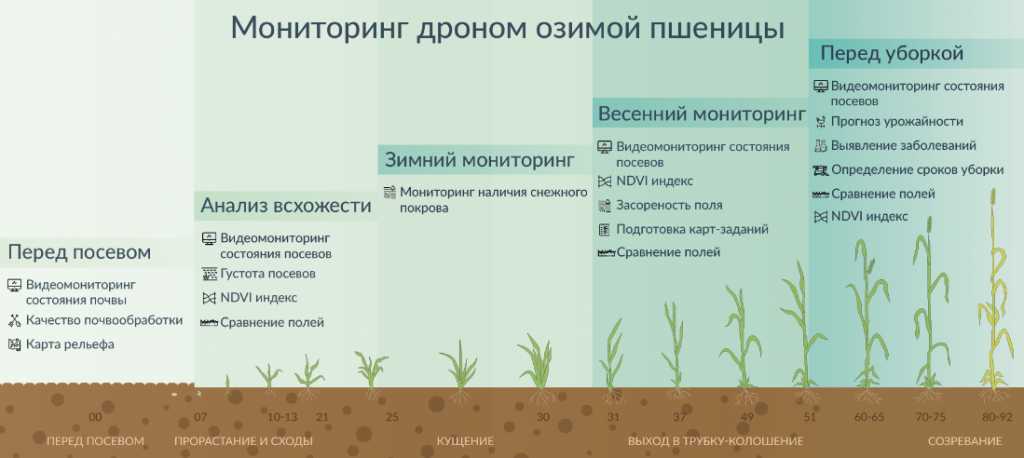 Мониторинг дроном озимой пшеницы
Перед посевом
Видеомониторинг
состояния почвы
Качество почвообработки
Карта рельефа
Анализ всхожести
Видеомониторинг
состояния посевов
Густота посевов
NDVI индекс
Сравнение полей
Зимний мониторинг
Мониторинг наличия снежного
покрова
Весенний мониторинг
Видеомониторинг состояния
посевов
NDVI индекс
Засореность поля
Подготовка карт-заданий
Сравнение полей
Перед уборкой
Видеомониторинг состояния
посевов
Прогноз урожайности
Выявление заболеваний
Определение сроков уборки
Сравнение полей
NDVI индекс
00 07 10-13 21 25 30 31 37 49 51 60-65 70-75 80-92
ПЕРЕД ПОСЕВОМ ПРОРАСТАНИЕ И СХОДЫ КУЩЕНИЕ ВЫХОД В ТРУБКУ-КОЛОШЕНИЕ СОЗРЕВАНИЕ